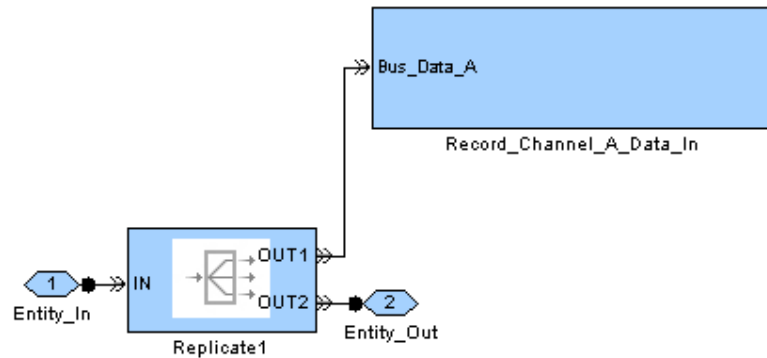 Bus_Data_A
Record_Channel_A_Data_In
OUT1
1
IN
OUT2
2
Entity_In
Entity_Out
Replicate1